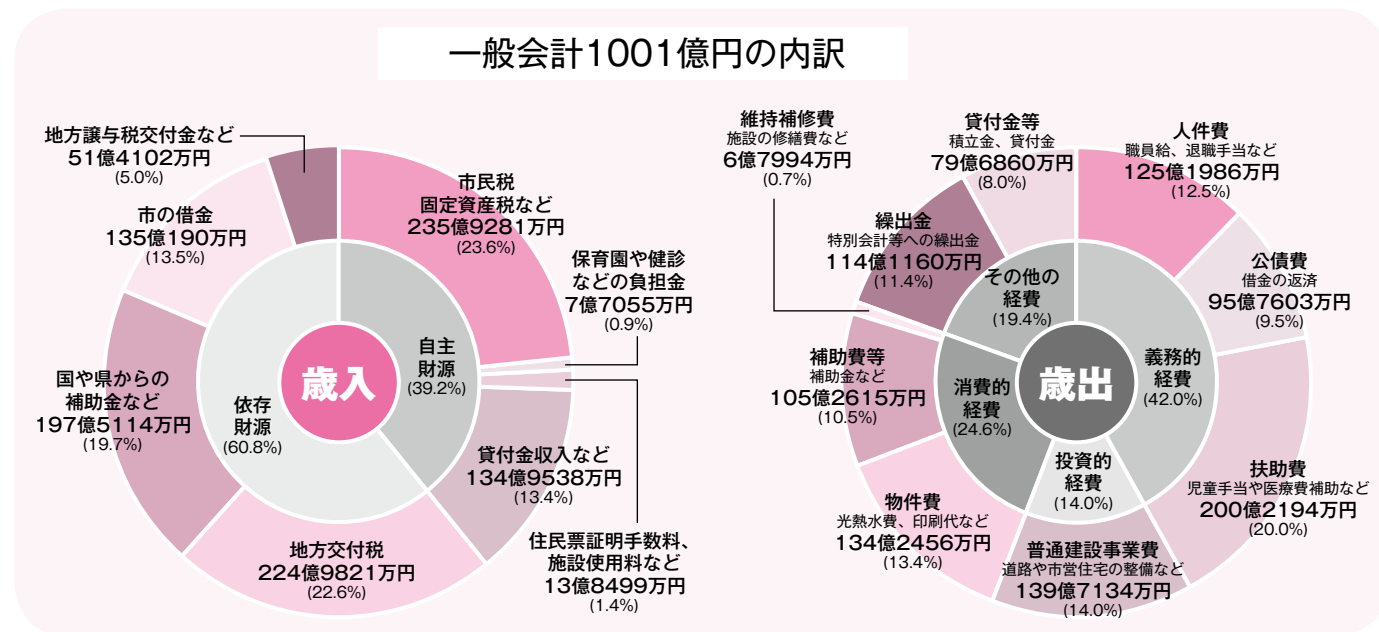 一般会計1001億円の内訳
地方譲与税交付金など
51億4102万円
(5.0%)
市の借金
135億190万円
(13.5%)
国や県からの
補助金など
197億5114万円
(19.7%)
地方交付税
224億9821万円
(22.6%)
依存
財源
(60.8%)
歳入
自主
財源
(39.2%)
市民税
固定資産税など
235億9281万円
(23.6%)
保育園や健診
などの負担金
7億7055万円
(0.9%)
貸付金収入など
134億9538万円
(13.4%)
住民票証明手数料、
施設使用料など
13億8499万円
(1.4%)
維持補修費
施設の修繕費など
6億7994万円
(0.7%)
貸付金等
積立金、貸付金
79億6860万円
(8.0%)
人件費
職員給、退職手当など
125億1986万円
(12.5%)
繰出金
特別会計等への繰出金
114億1160万円
(11.4%)
その他の
経費
(19.4%)
公債費
借金の返済
95億7603万円
(9.5%)
補助費等
補助金など
105億2615万円
(10.5%)
消費的
経費
(24.6%)
歳出
義務的
経費
(42.0%)
投資的
経費
(14.0%)
扶助費
児童手当や医療費補助など
200億2194万円
(20.0%)
物件費
光熱水費、印刷代など
134億2456万円
(13.4%)
普通建設事業費
道路や市営住宅の整備など
139億7134万円
(14.0%)